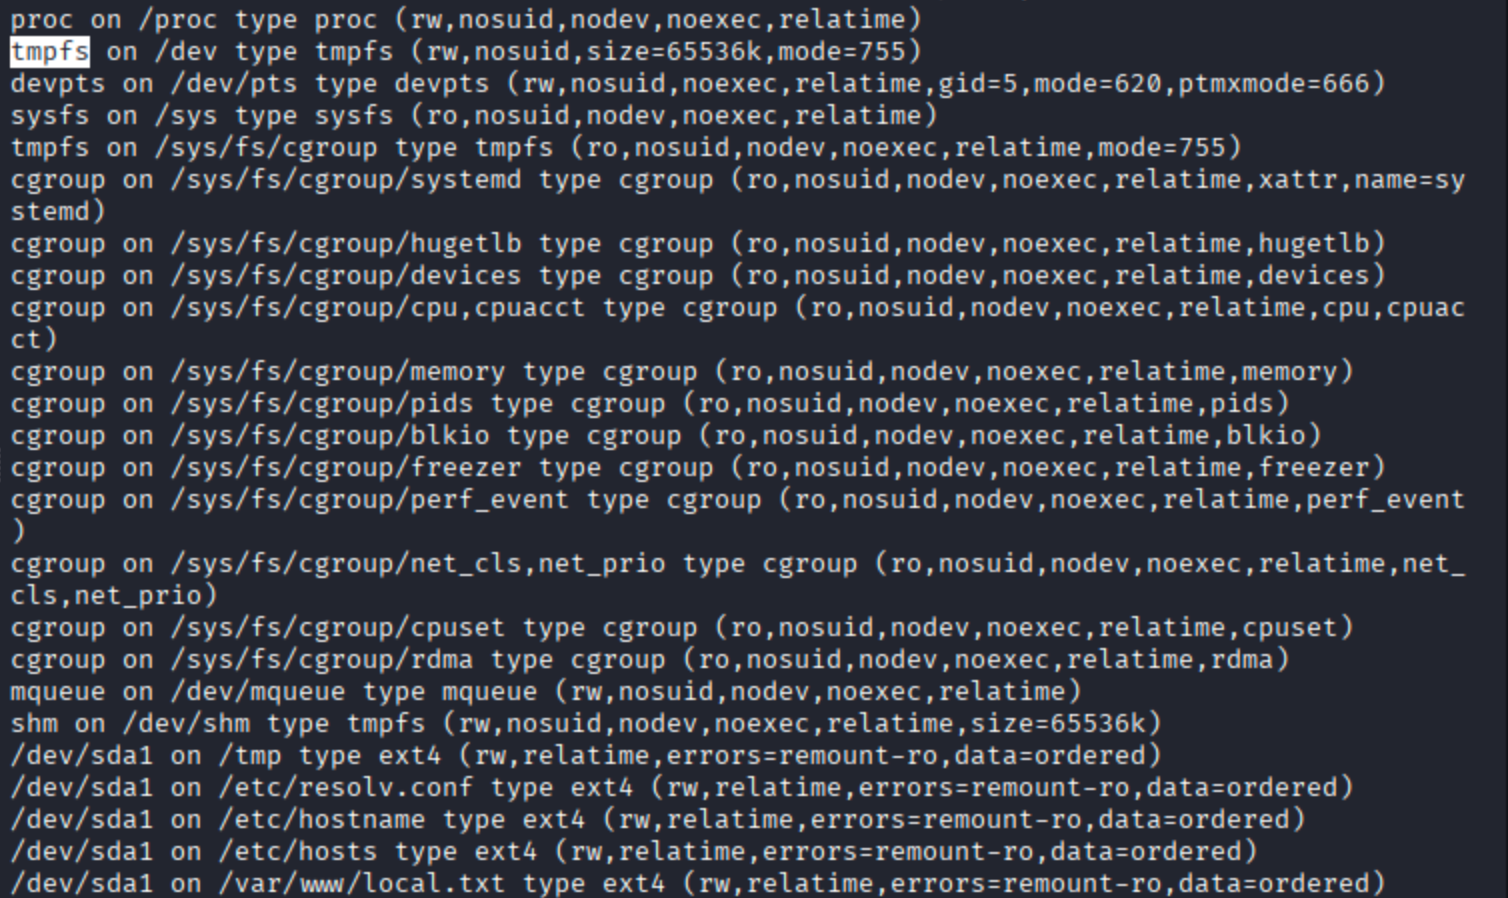 proc on /proc type proc (rw,nosuid,nodev,noexec,relatime)
tmpfs on /dev type tmpfs (rw,nosuid,size=65536k,mode=755)
devpts on /dev/pts type devpts (rw,nosuid,noexec,relatime,gid=5,mode=620,ptmxmode=666)
sysfs on /sys type sysfs (ro,nosuid,nodev,noexec,relatime)
tmpfs on /sys/fs/cgroup type tmpfs (ro,nosuid,nodev,noexec,relatime,mode=755)
cgroup on /sys/fs/cgroup/systemd type cgroup (ro,nosuid,nodev,noexec,relatime,xattr,name=sy
stemd)
cgroup on /sys/fs/cgroup/hugetlb type cgroup (ro,nosuid,nodev,noexec,relatime,hugetlb)
cgroup on /sys/fs/cgroup/devices type cgroup (ro,nosuid,nodev,noexec,relatime,devices)
cgroup on /sys/fs/cgroup/cpu,cpuacct type cgroup (ro,nosuid,nodev,noexec,relatime,cpu,cpuac
ct)
cgroup on /sys/fs/cgroup/memory type cgroup (ro,nosuid,nodev,noexec,relatime,memory)
cgroup on /sys/fs/cgroup/pids type cgroup (ro,nosuid,nodev,noexec,relatime,pids)
cgroup on /sys/fs/cgroup/blkio type cgroup (ro,nosuid,nodev,noexec,relatime,blkio)
cgroup on /sys/fs/cgroup/freezer type cgroup (ro,nosuid,nodev,noexec,relatime,freezer)
cgroup on /sys/fs/cgroup/perf_event type cgroup (ro,nosuid,nodev,noexec,relatime,perf_event
)
cgroup on /sys/fs/cgroup/net_cls,net_prio type cgroup (ro,nosuid,nodev,noexec,relatime,net_
cls,net_prio)
cgroup on /sys/fs/cgroup/cpuset type cgroup (ro,nosuid,nodev,noexec,relatime,cpuset)
cgroup on /sys/fs/cgroup/rdma type cgroup (ro,nosuid,nodev,noexec,relatime,rdma)
mqueue on /dev/mqueue type mqueue (rw,nosuid,nodev,noexec,relatime)
shm on /dev/shm type tmpfs (rw,nosuid,nodev,noexec,relatime,size=65536k)
/dev/sda1 on /tmp type ext4 (rw,relatime,errors=remount-ro,data=ordered)
/dev/sda1 on /etc/resolv.conf type ext4 (rw,relatime,errors=remount-ro,data=ordered)
/dev/sda1 on /etc/hostname type ext4 (rw,relatime,errors=remount-ro,data=ordered)
/dev/sda1 on /etc/hosts type ext4 (rw,relatime,errors=remount-ro,data=ordered)
/dev/sda1 on /var/www/local.txt type ext4 (rw,relatime,errors=remount-ro,data=ordered)